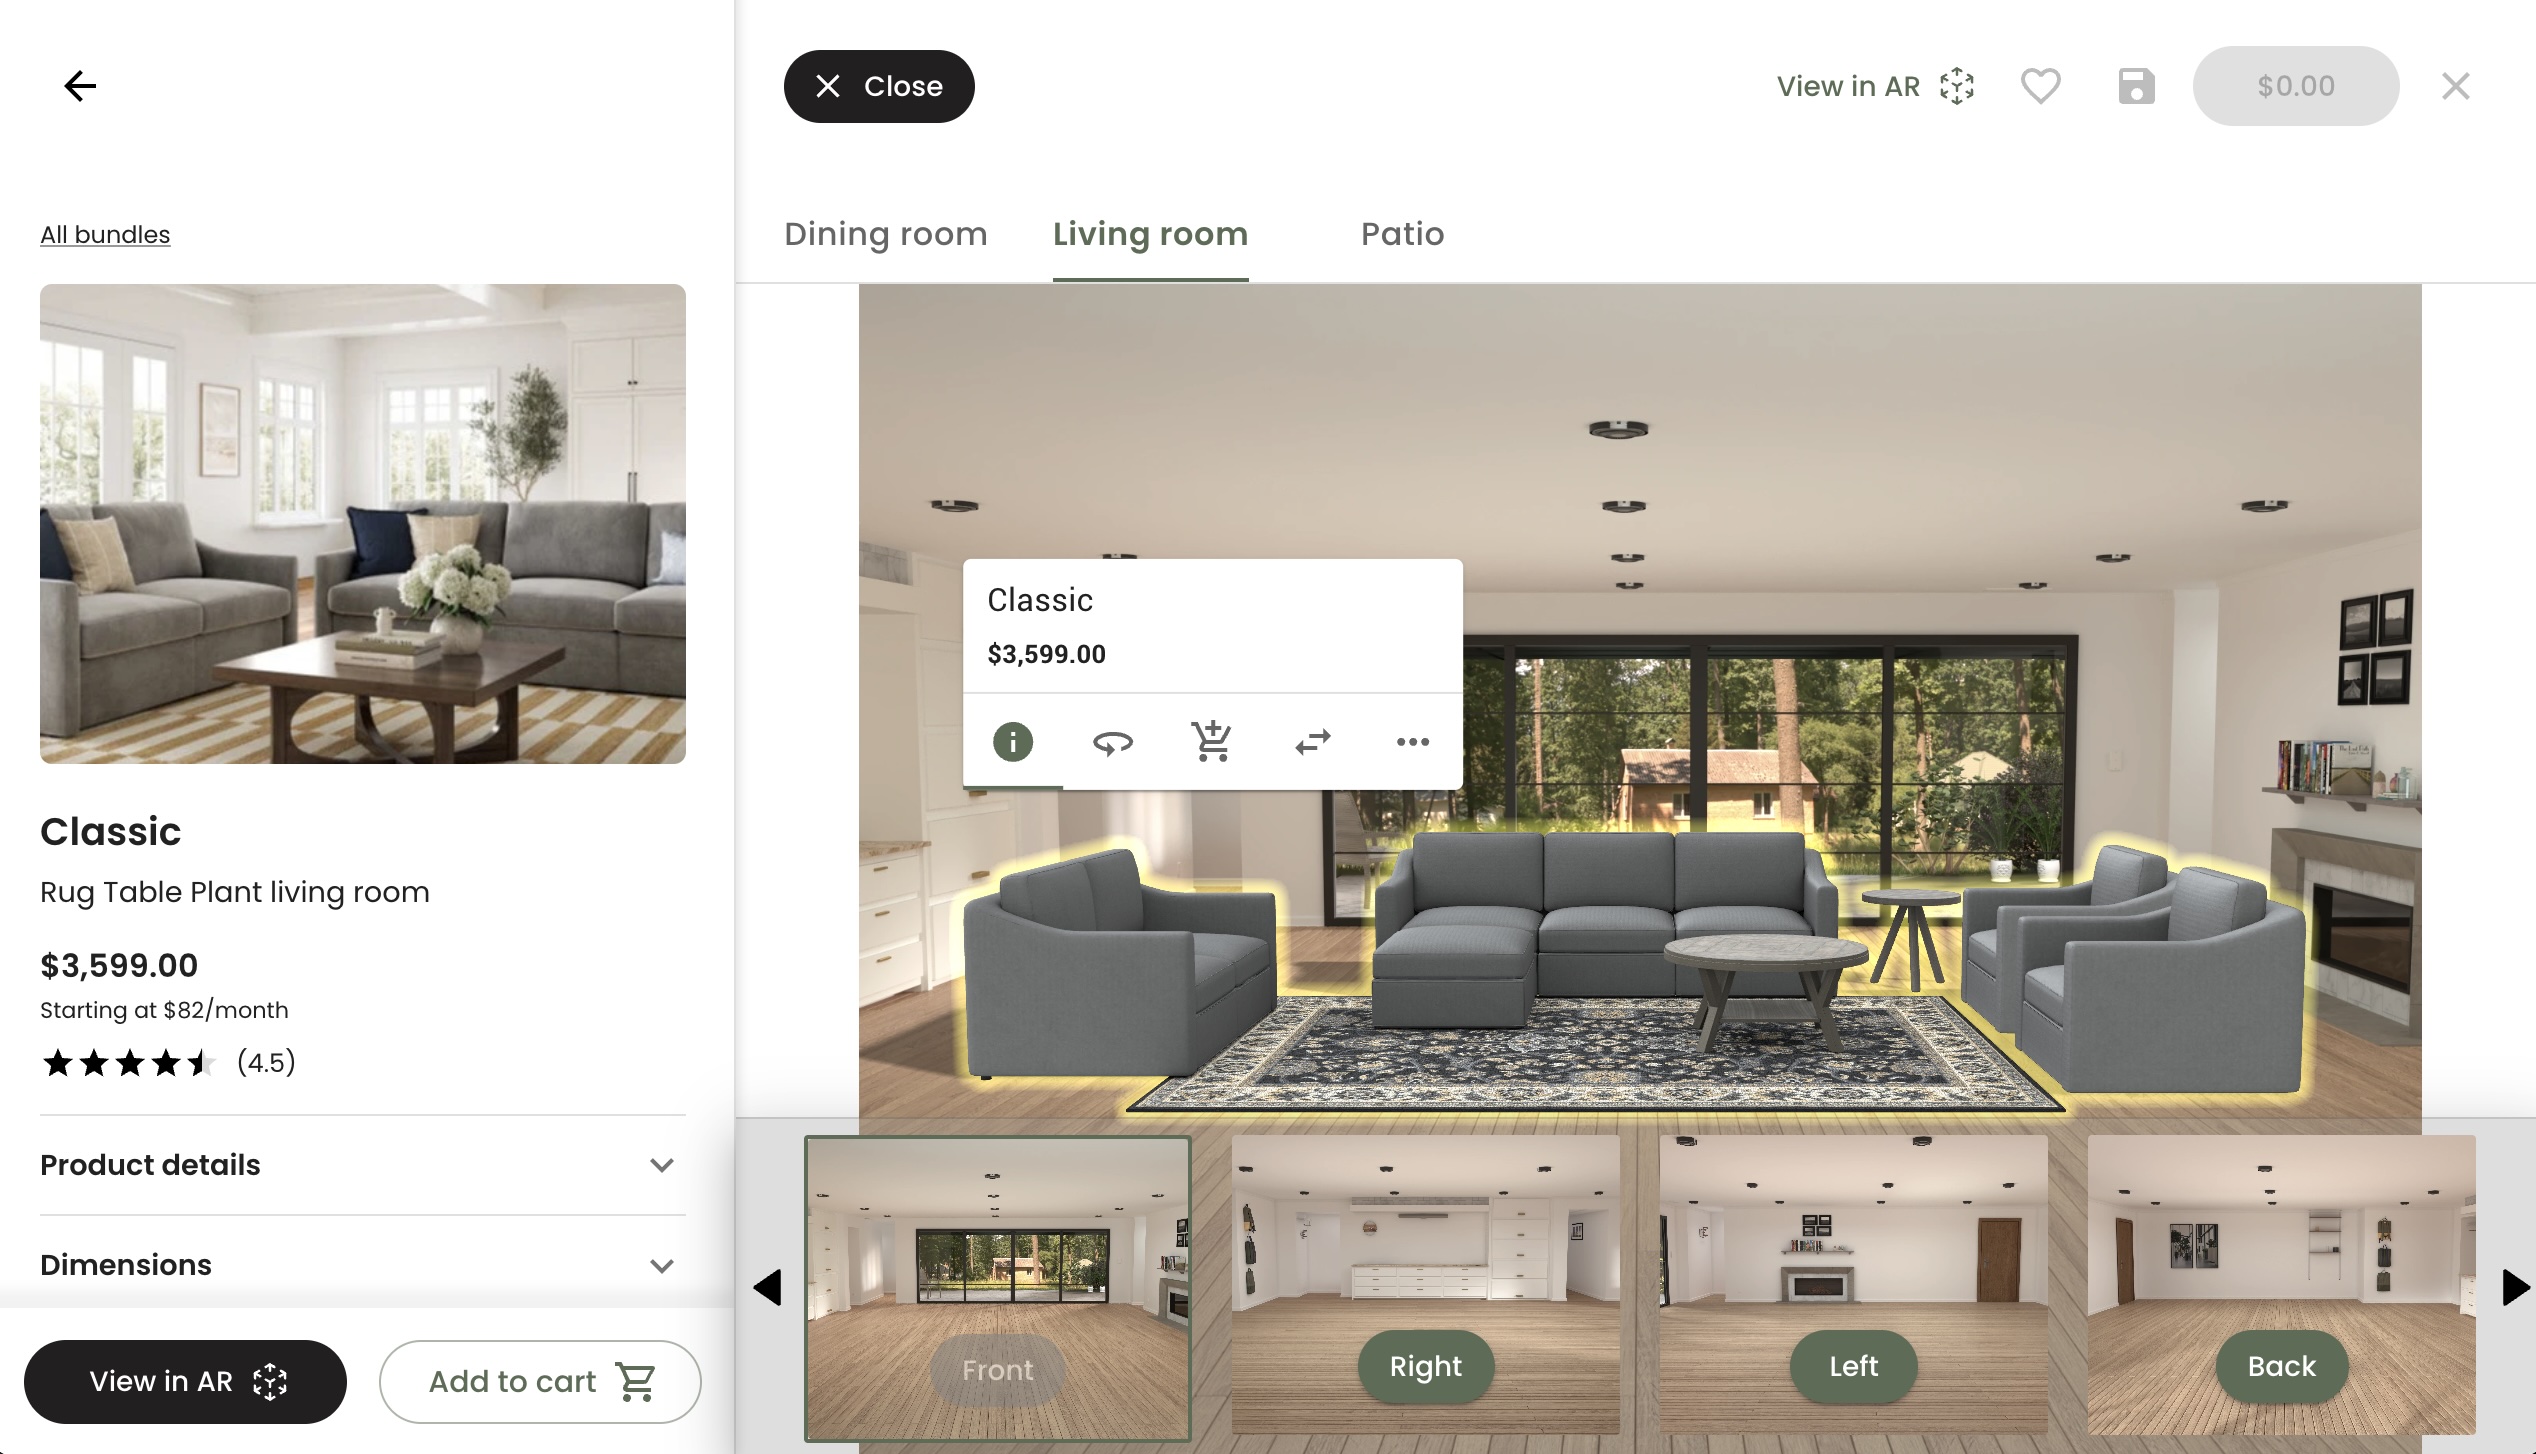 Close
View in AR
$0.00
Dining room
Living room
Patio
All bundles
Classic
$3,599.00
Classic
Rug Table Plant living room
$3,599.00
Starting at $82/month
(4.5)
Product details
Dimensions
View in AR
Add to cart
Front
Right
Left
Back